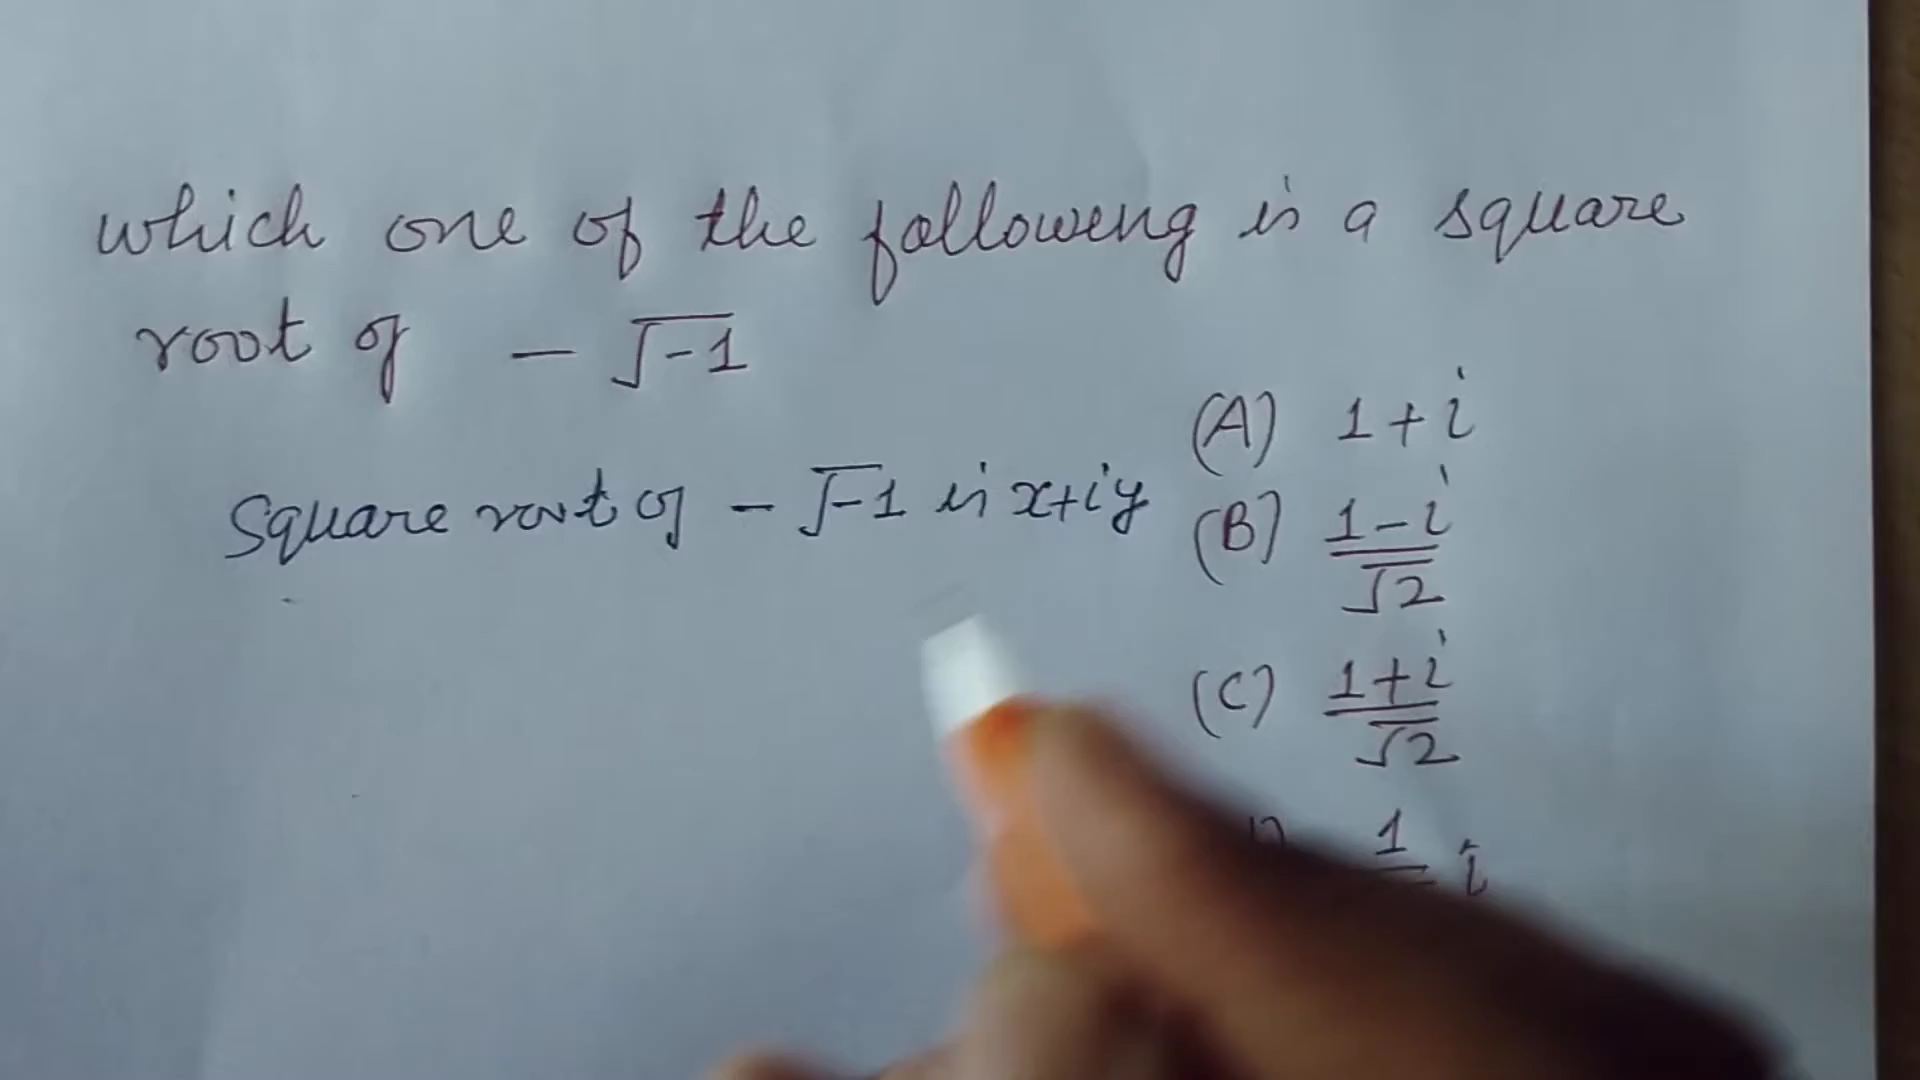 which one of the following is a square
root of - √-1
(A) 1+i
Square root of - √-1 is x+iy
(B) 1-i/√2
(C) 1+i/√2
1 i